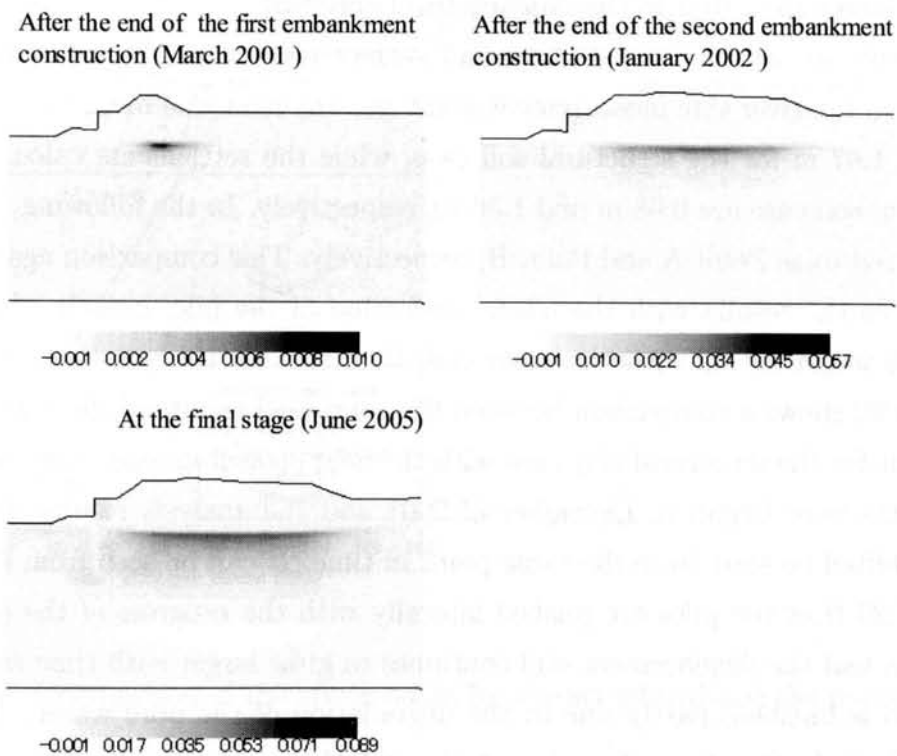 After the end of the first embankment
construction (March 2001 )
After the end of the second embankment
construction (January 2002 )
-0.001 0.002 0.004 0.006 0.008 0.010
-0.001 0.010 0.022 0.034 0.045 0.057
At the final stage (June 2005)
-0.001 0.017 0.035 0.053 0.071 0.089